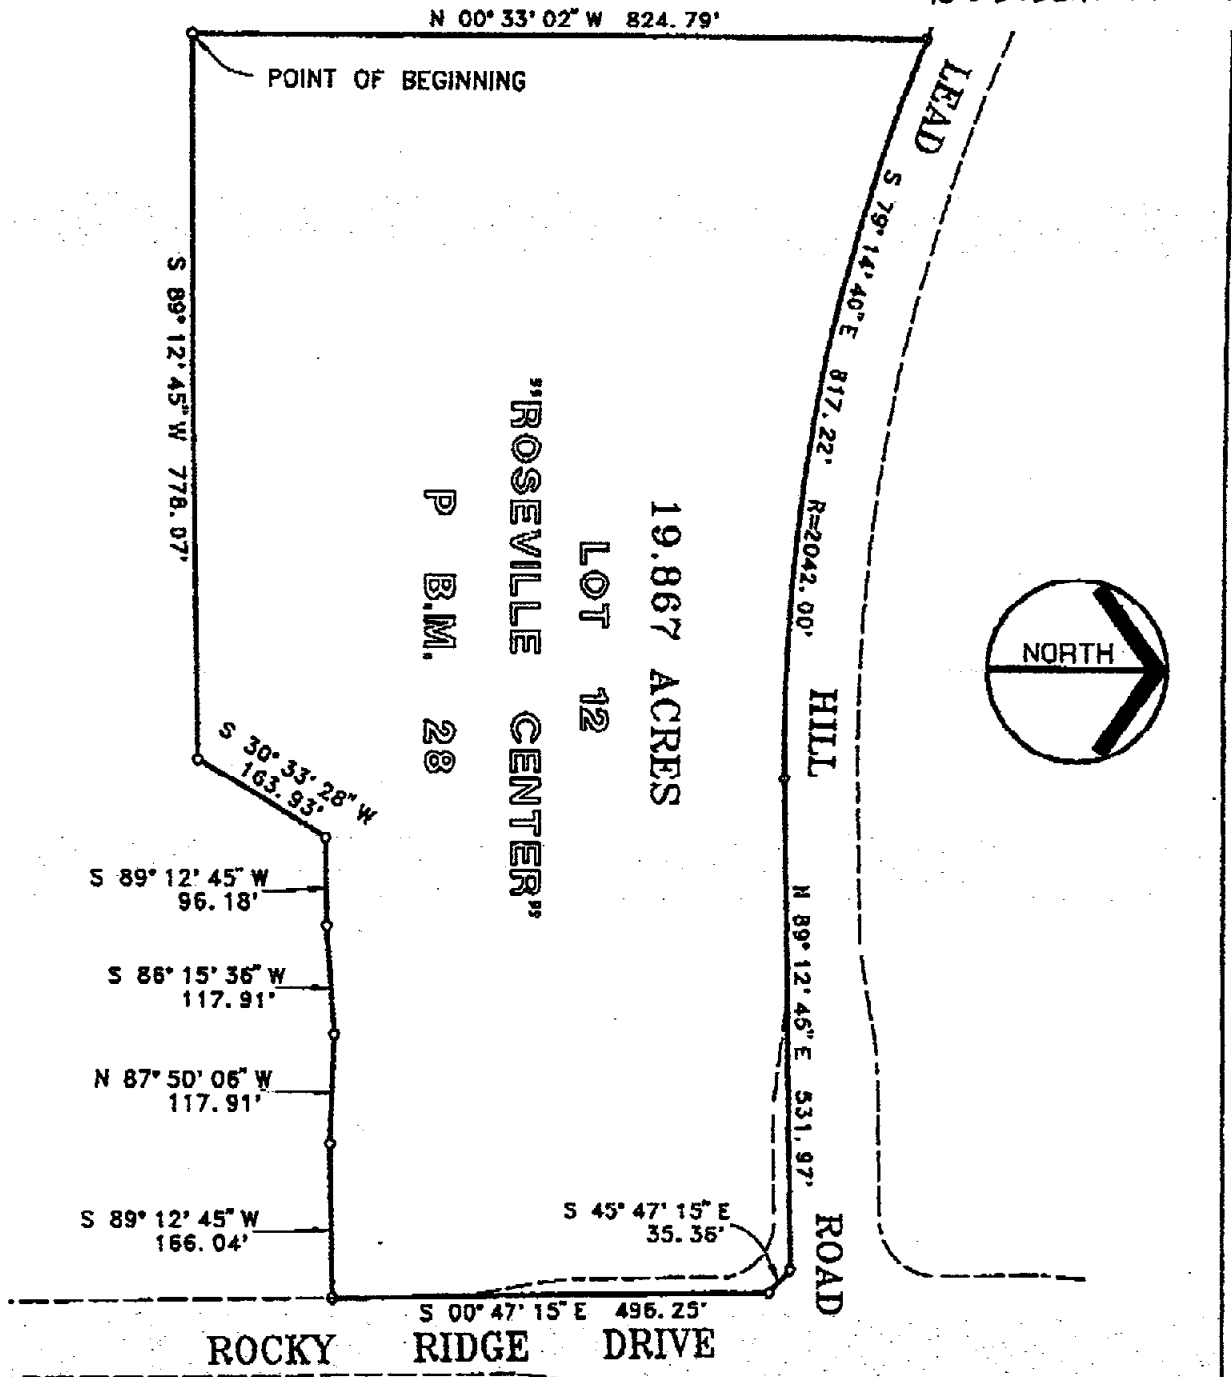 N 00° 33' 02" W 824.79'
POINT OF BEGINNING
LEAD
S 79° 14' 40" E 817.22' R=2042.00'
S 89° 12' 45" W 778.07'
19.867 ACRES
LOT 12
"ROSEVILLE CENTER"
P B.M. 28
NORTH
HILL
S 30° 33' 28" W
163.93'
S 89° 12' 45" W
96.18'
N 89° 12' 45" E 531.97'
S 86° 15' 36" W
117.91'
N 87° 50' 06" W
117.91'
S 89° 12' 45" W
166.04'
S 45° 47' 15" E
35.36'
ROAD
S 00° 47' 15" E 496.25'
ROCKY RIDGE DRIVE